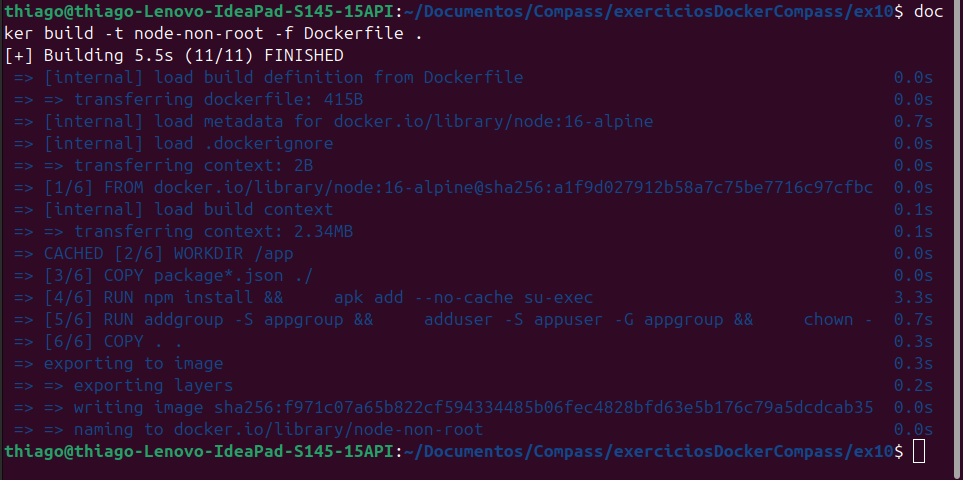 thiago@thiago-Lenovo-IdeaPad-S145-15API:~/Documentos/Compass/exerciciosDockerCompass/ex10$ doc
ker build -t node-non-root -f Dockerfile .
[+] Building 5.5s (11/11) FINISHED
=> [internal] load build definition from Dockerfile 0.0s
=> => transferring dockerfile: 415B 0.0s
=> [internal] load metadata for docker.io/library/node:16-alpine 0.7s
=> [internal] load .dockerignore 0.0s
=> => transferring context: 2B 0.0s
=> [1/6] FROM docker.io/library/node:16-alpine@sha256:a1f9d027912b58a7c75be7716c97cfbc 0.0s
=> [internal] load build context 0.1s
=> => transferring context: 2.34MB 0.1s
=> CACHED [2/6] WORKDIR /app 0.0s
=> [3/6] COPY package*.json ./ 0.0s
=> [4/6] RUN npm install &&     apk add --no-cache su-exec 3.3s
=> [5/6] RUN addgroup -S appgroup &&     adduser -S appuser -G appgroup &&     chown - 0.7s
=> [6/6] COPY . . 0.3s
=> exporting to image 0.3s
=> => exporting layers 0.2s
=> => writing image sha256:f971c07a65b822cf594334485b06fec4828bfd63e5b176c79a5dcdcab35 0.0s
=> => naming to docker.io/library/node-non-root 0.0s
thiago@thiago-Lenovo-IdeaPad-S145-15API:~/Documentos/Compass/exerciciosDockerCompass/ex10$